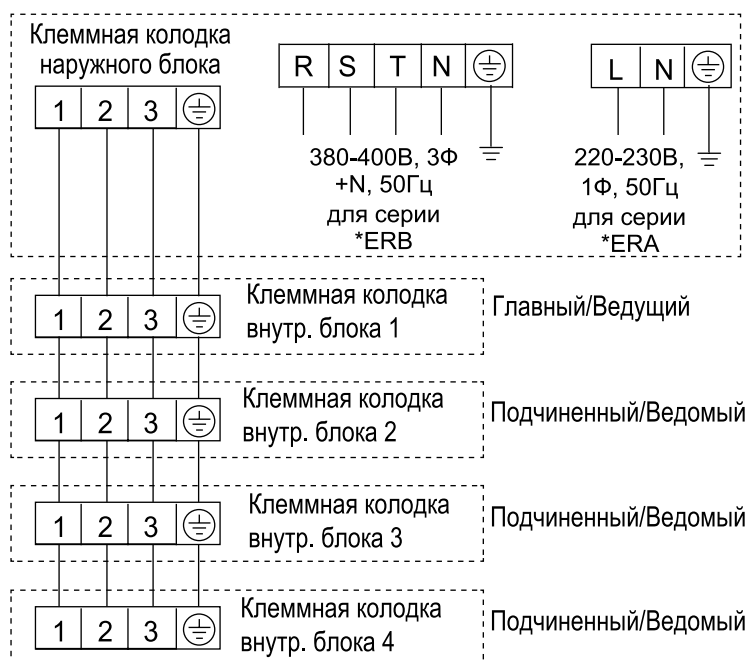 Клеммная колодка
наружного блока
1 2 3
R S T N
380-400В, 3Ф
+N, 50Гц
для серии
*ERB
L N
220-230В,
1Ф, 50Гц
для серии
*ERA
1 2 3
Клеммная колодка
внутр. блока 1
Главный/Ведущий
1 2 3
Клеммная колодка
внутр. блока 2
Подчиненный/Ведомый
1 2 3
Клеммная колодка
внутр. блока 3
Подчиненный/Ведомый
1 2 3
Клеммная колодка
внутр. блока 4
Подчиненный/Ведомый